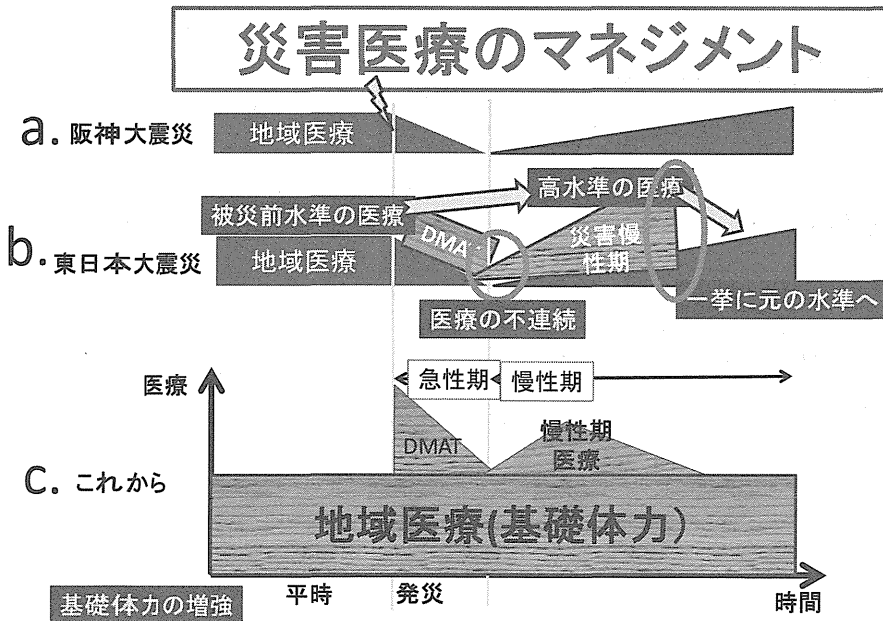 災害医療のマネジメント
a. 阪神大震災
地域医療
高水準の医療
被災前水準の医療
DMA
災害慢
性期
b. 東日本大震災
地域医療
一挙に元の水準へ
医療の不連続
医療
急性期
慢性期
DMAT
慢性期
医療
c. これから
地域医療(基礎体力)
基礎体力の増強
平時
発災
時間